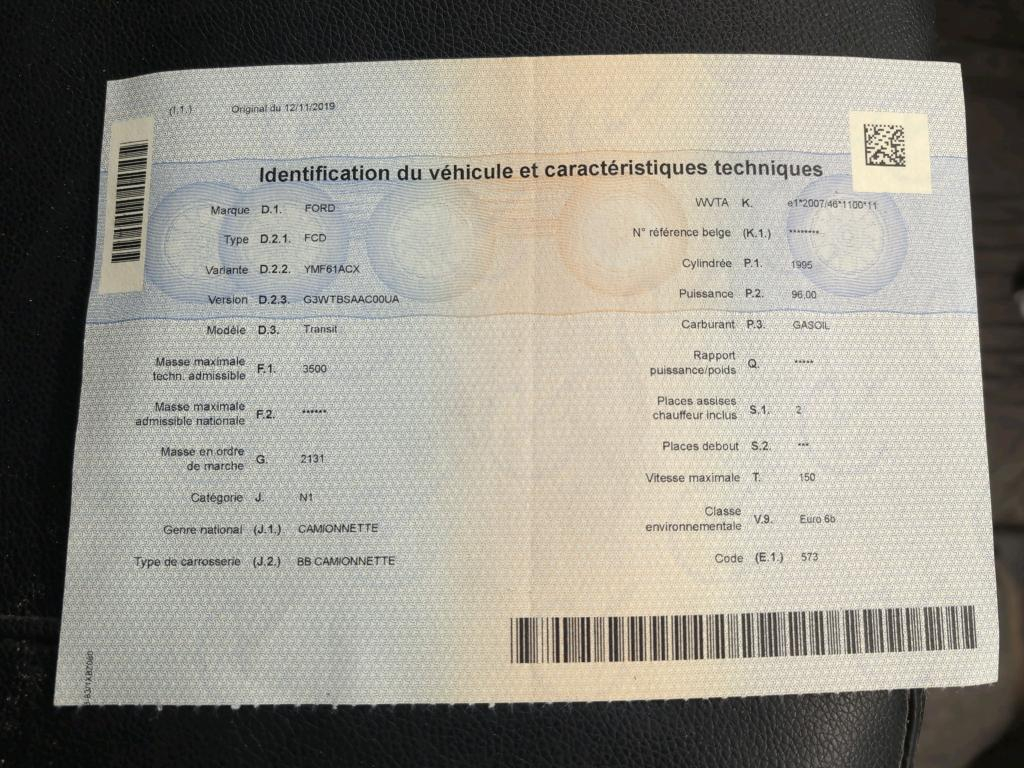 (I.1.) Original du 12/11/2019
Identification du véhicule et caractéristiques techniques
Marque D.1. FORD
Type D.2.1. FCD
Variante D.2.2. YMF61ACX
Version D.2.3. G3WTBSAAC00UA
Modèle D.3. Transit
Masse maximale
techn. admissible F.1. 3500
Masse maximale
admissible nationale F.2. ******
Masse en ordre
de marche G. 2131
Catégorie J. N1
Genre national (J.1.) CAMIONNETTE
Type de carrosserie (J.2.) BB CAMIONNETTE
WVTA K. e1*2007/46*1100*11
N° référence belge (K.1.) ********
Cylindrée P.1. 1995
Puissance P.2. 96,00
Carburant P.3. GASOIL
Rapport
puissance/poids Q. *****
Places assises
chauffeur inclus S.1. 2
Places debout S.2. ***
Vitesse maximale T. 150
Classe
environnementale V.9. Euro 6b
Code (E.1.) 573